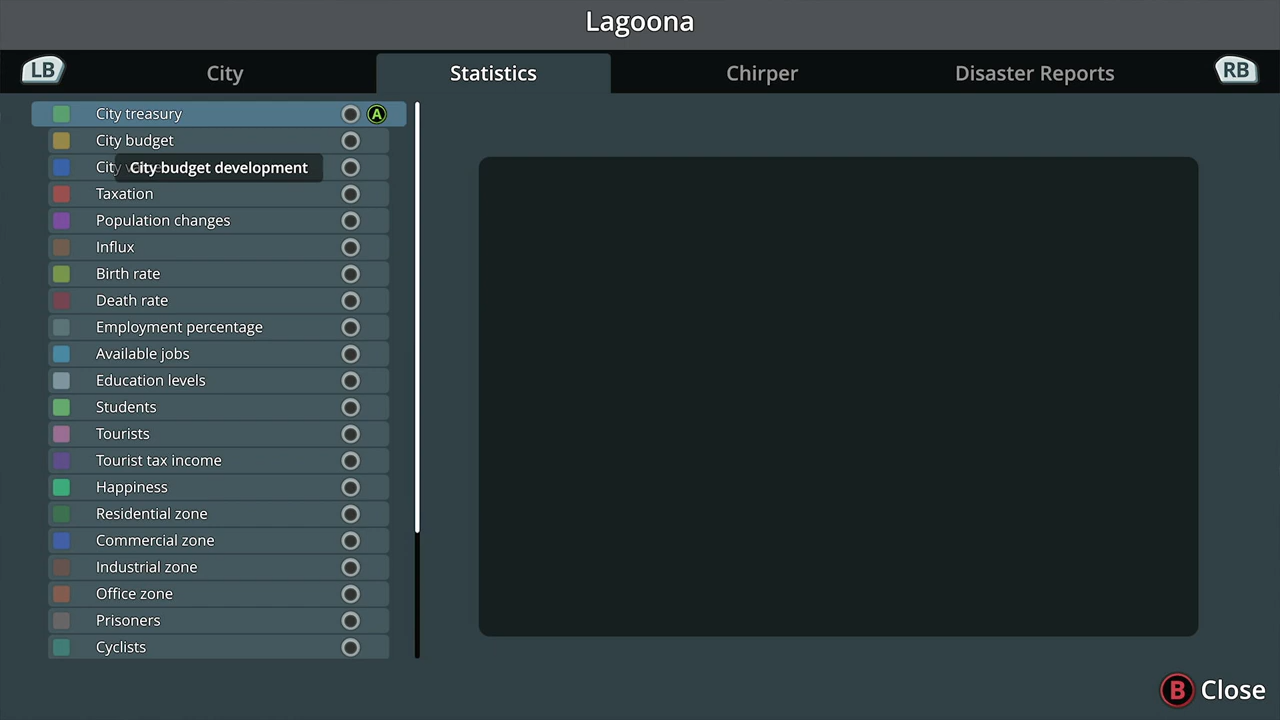 Lagoona
LB
City
Statistics
Chirper
Disaster Reports
RB
City treasury
A
City budget
City
City budget development
Taxation
Population changes
Influx
Birth rate
Death rate
Employment percentage
Available jobs
Education levels
Students
Tourists
Tourist tax income
Happiness
Residential zone
Commercial zone
Industrial zone
Office zone
Prisoners
Cyclists
B Close